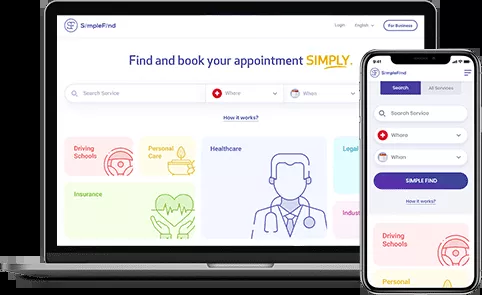 SimpleFind
Login
English
For Business
Find and book your appointment SIMPLY.
Search Service
Where
When
How it works?
Driving
Schools
Personal
Care
Healthcare
Legal
Insurance
Indust
9:41
SimpleFind
Search
All Services
Search Service
Where
When
SIMPLE FIND
How it works?
Driving
Schools
Personal